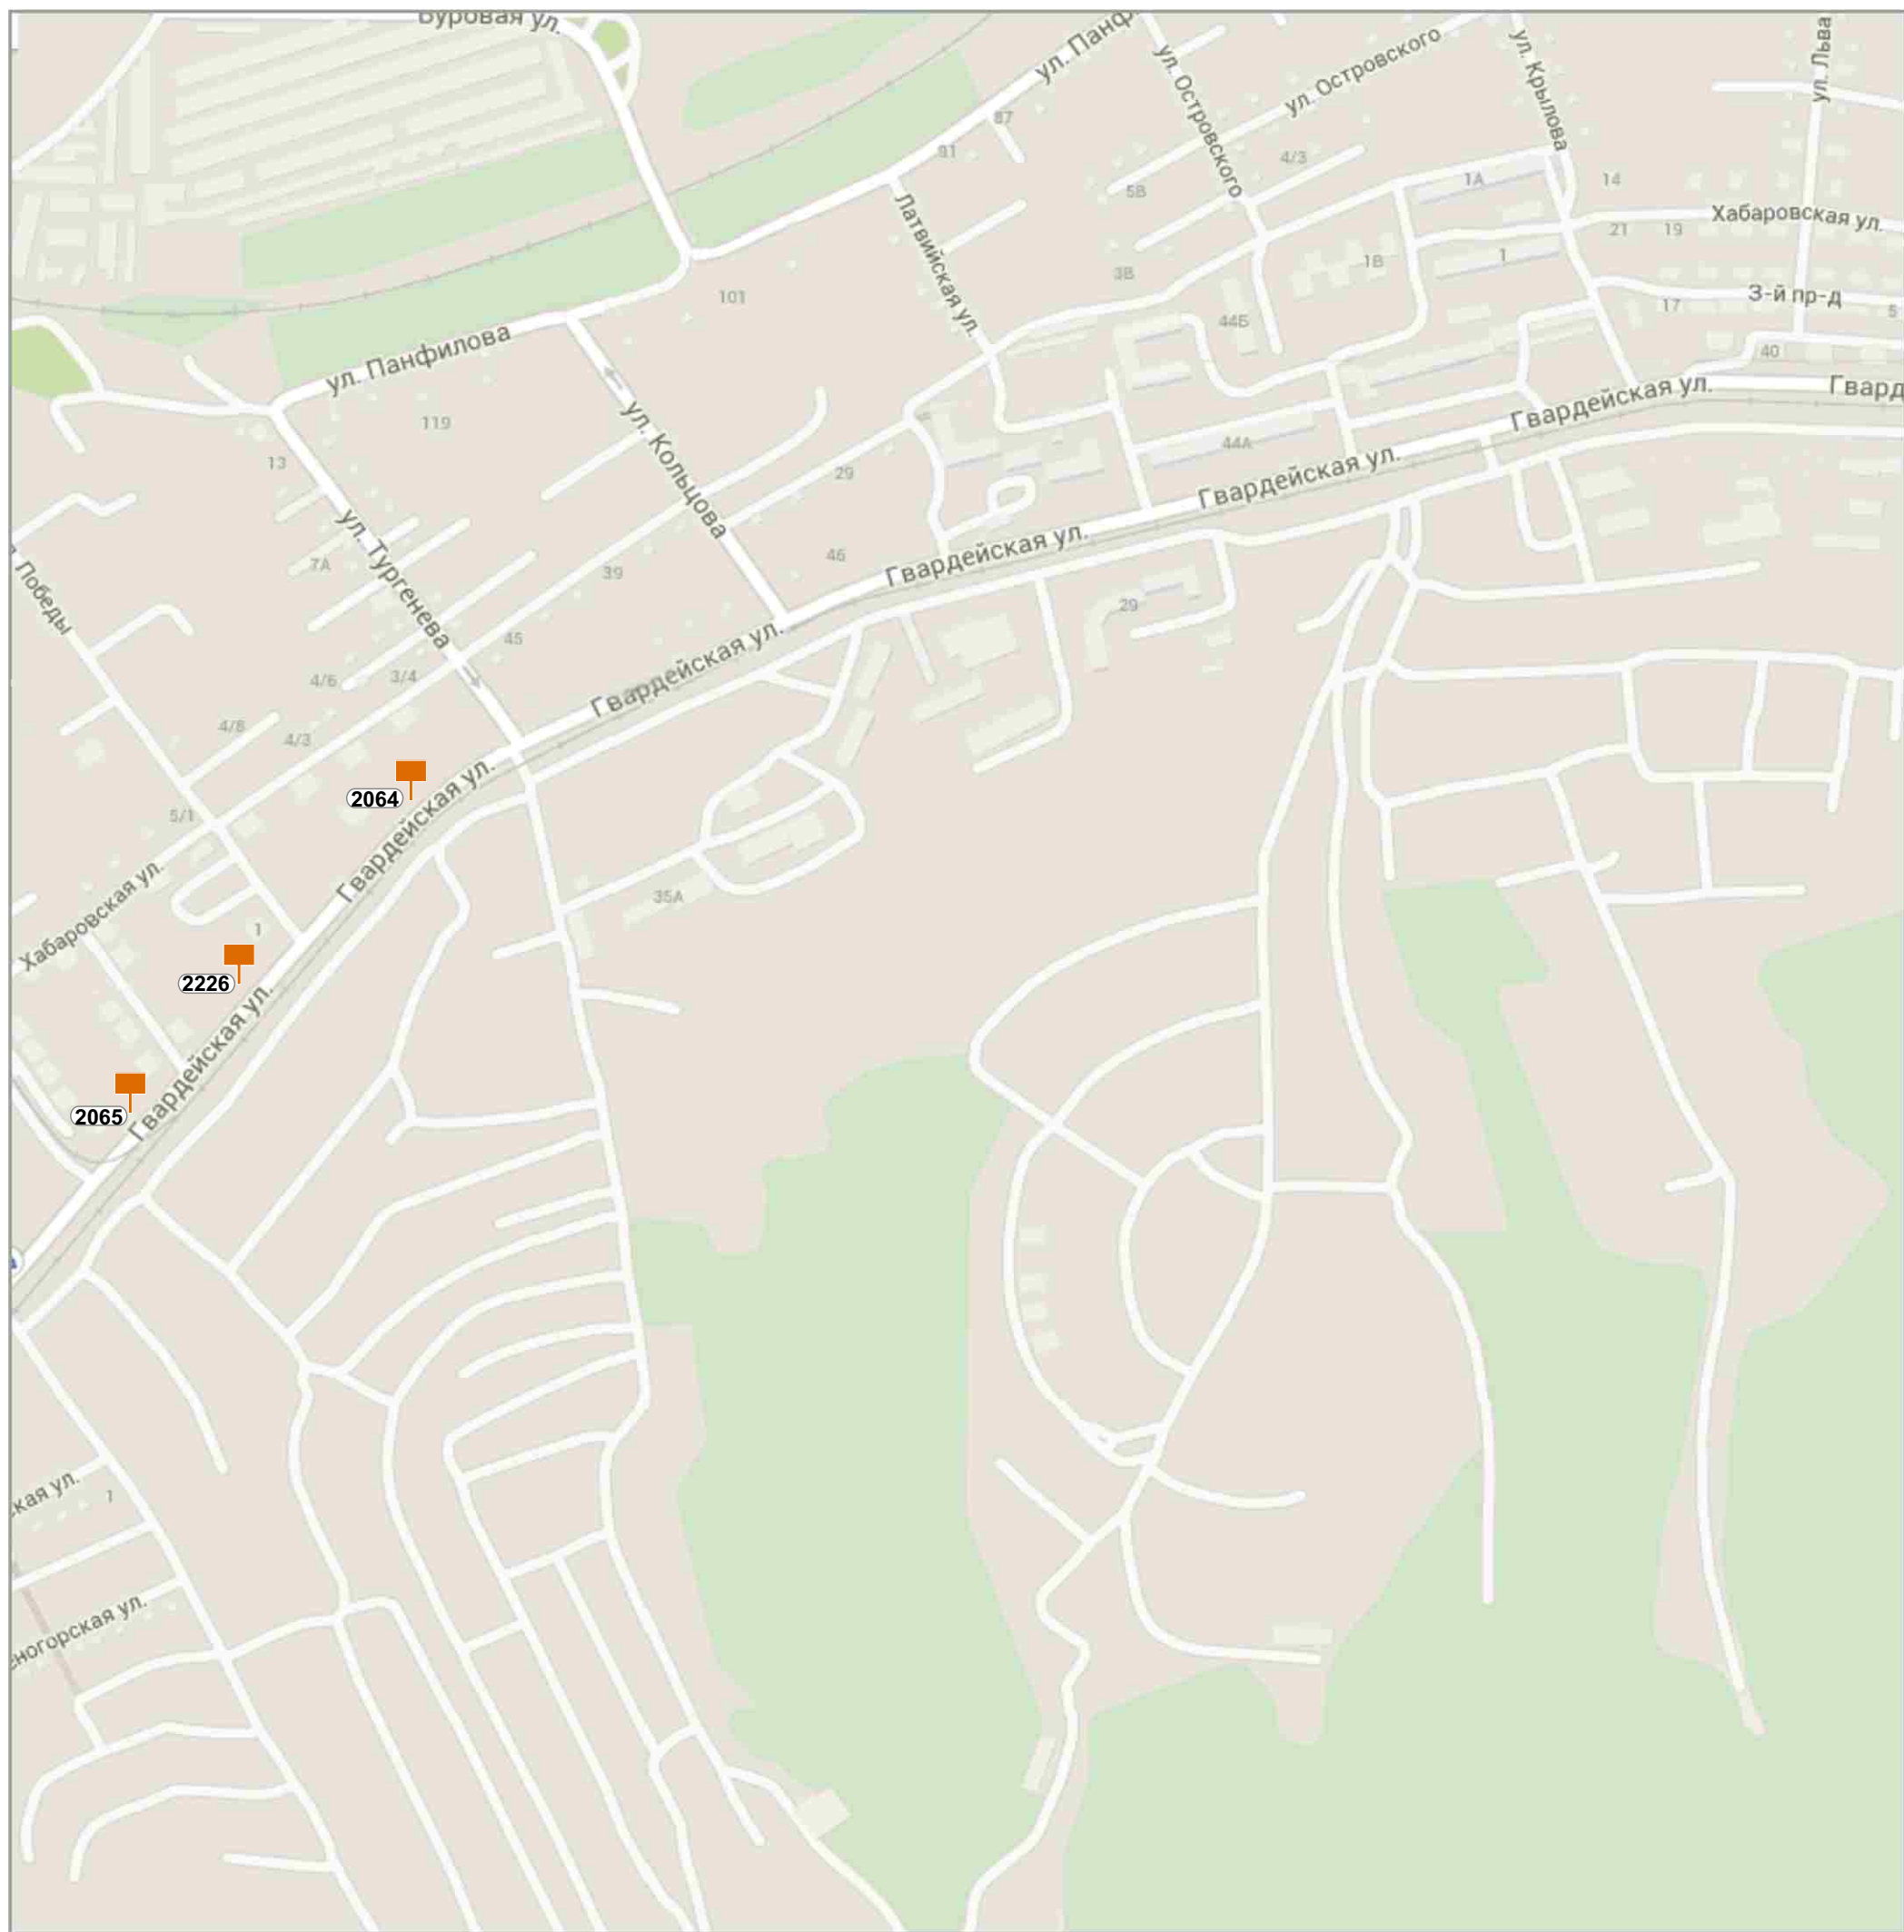 Буровая ул.
ул. Панф.
ул. Островского
ул. Островского
ул. Крылова
ул. Льва
87
91
4/3
5В
1А
14
Хабаровская ул.
21
19
Латвийская ул.
3В
1В
1
101
44Б
17
3-й пр-д
5
40
ул. Панфилова
119
ул. Кольцова
Гвардейская ул.
Гвард
13
29
44А
Гвардейская ул.
ул. Тургенева
7А
39
46
Гвардейская ул.
Победы
29
45
4/6
3/4
Гвардейская ул.
4/8
4/3
2064
5/1
Гвардейская ул.
Хабаровская ул.
35А
1
2226
Гвардейская ул.
2065
ская ул.
1
сногорская ул.